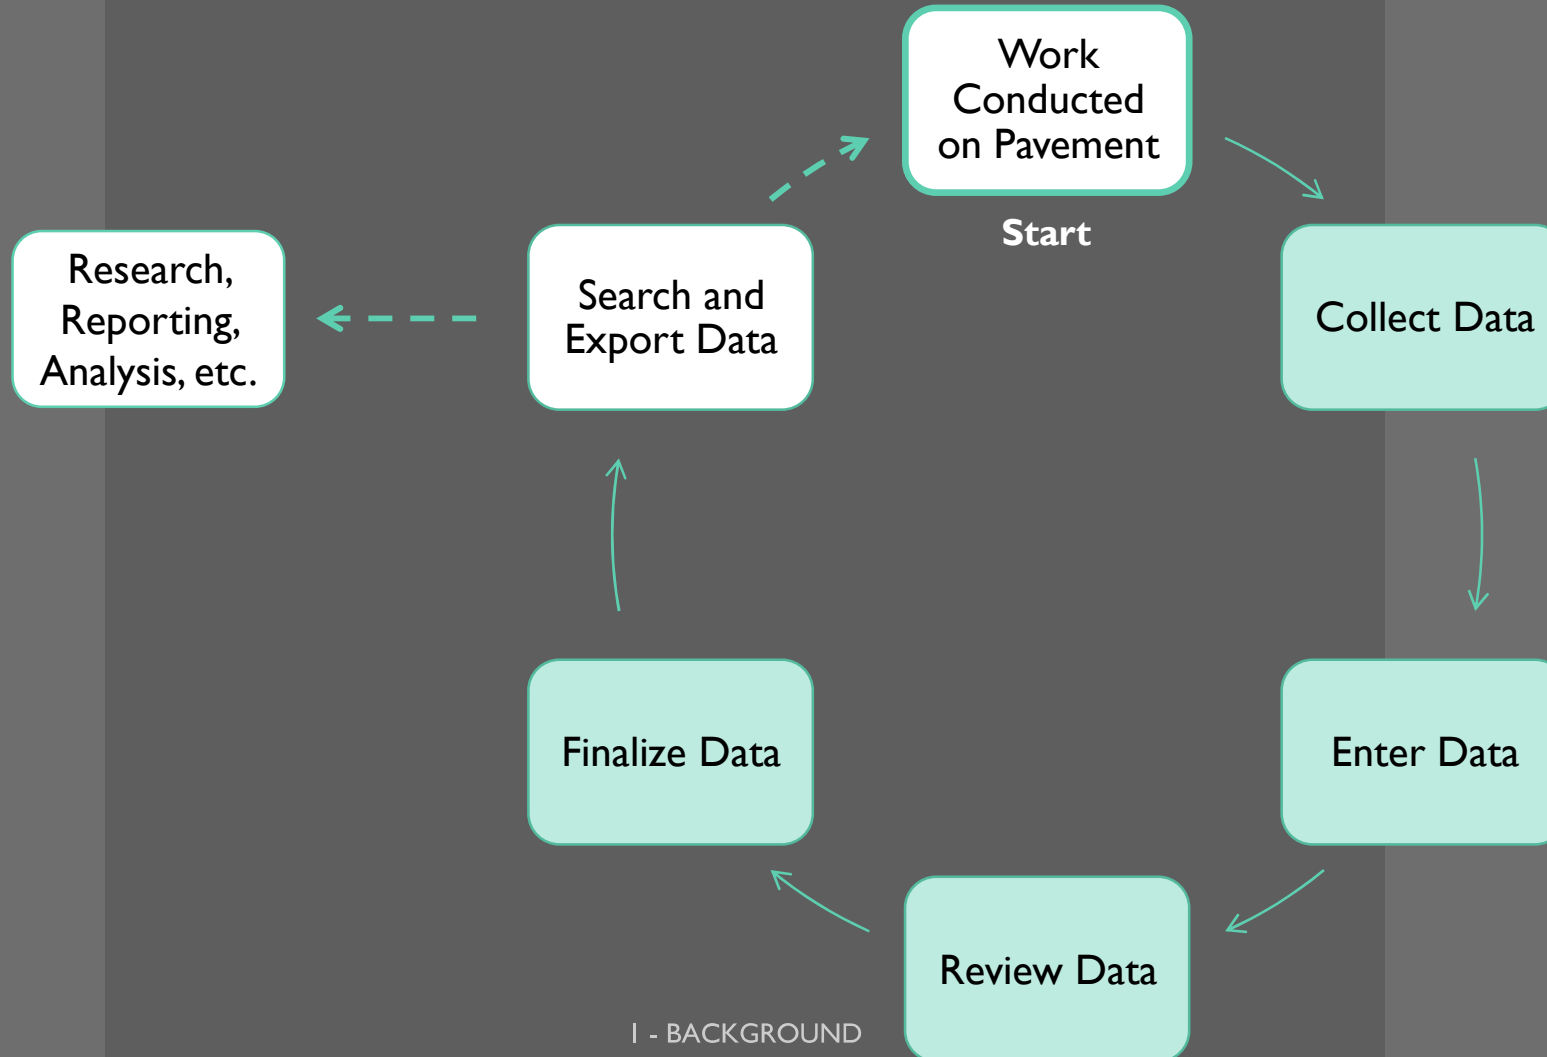 Work
Conducted
on Pavement
Start
Collect Data
Enter Data
Review Data
Finalize Data
Search and
Export Data
Research,
Reporting,
Analysis, etc.
1 - BACKGROUND